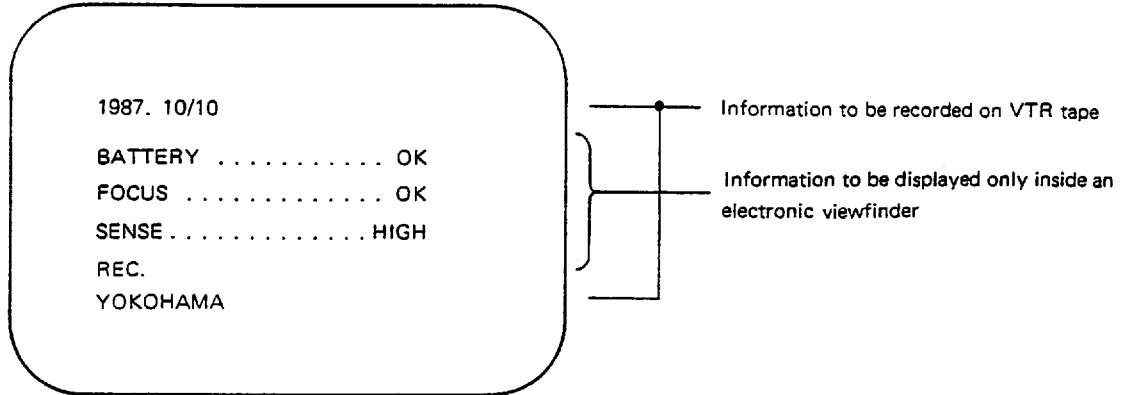 1987. 10/10
BATTERY ........... OK
FOCUS ............. OK
SENSE.............HIGH
REC.
YOKOHAMA
Information to be recorded on VTR tape
Information to be displayed only inside an
electronic viewfinder